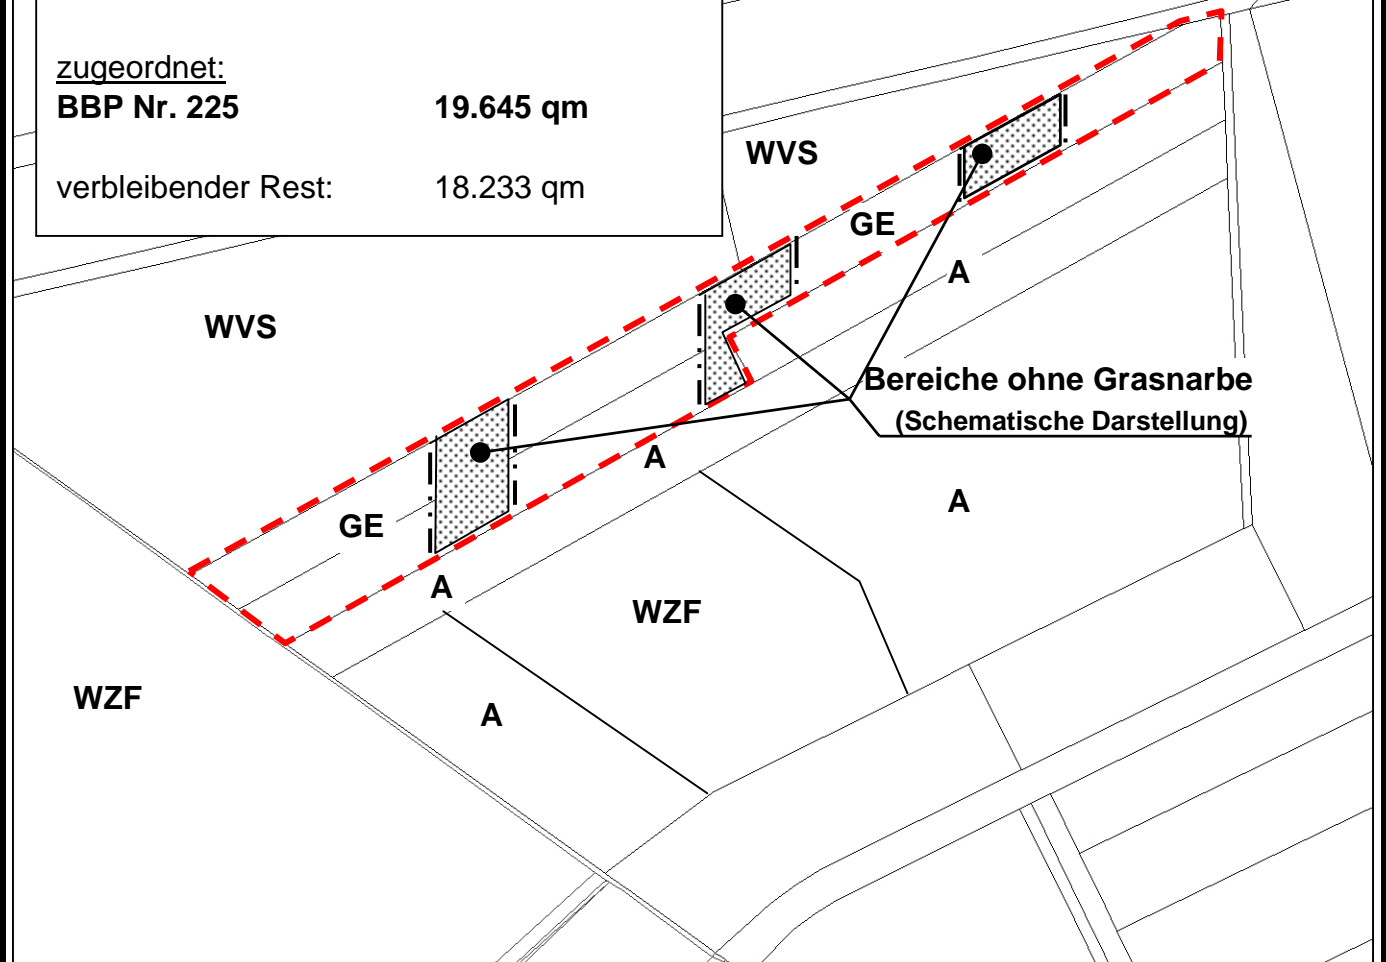 zugeordnet:
BBP Nr. 225 19.645 qm
verbleibender Rest: 18.233 qm
WVS
GE
A
WVS
Bereiche ohne Grasnarbe
(Schematische Darstellung)
A
A
GE
A
WZF
WZF
A